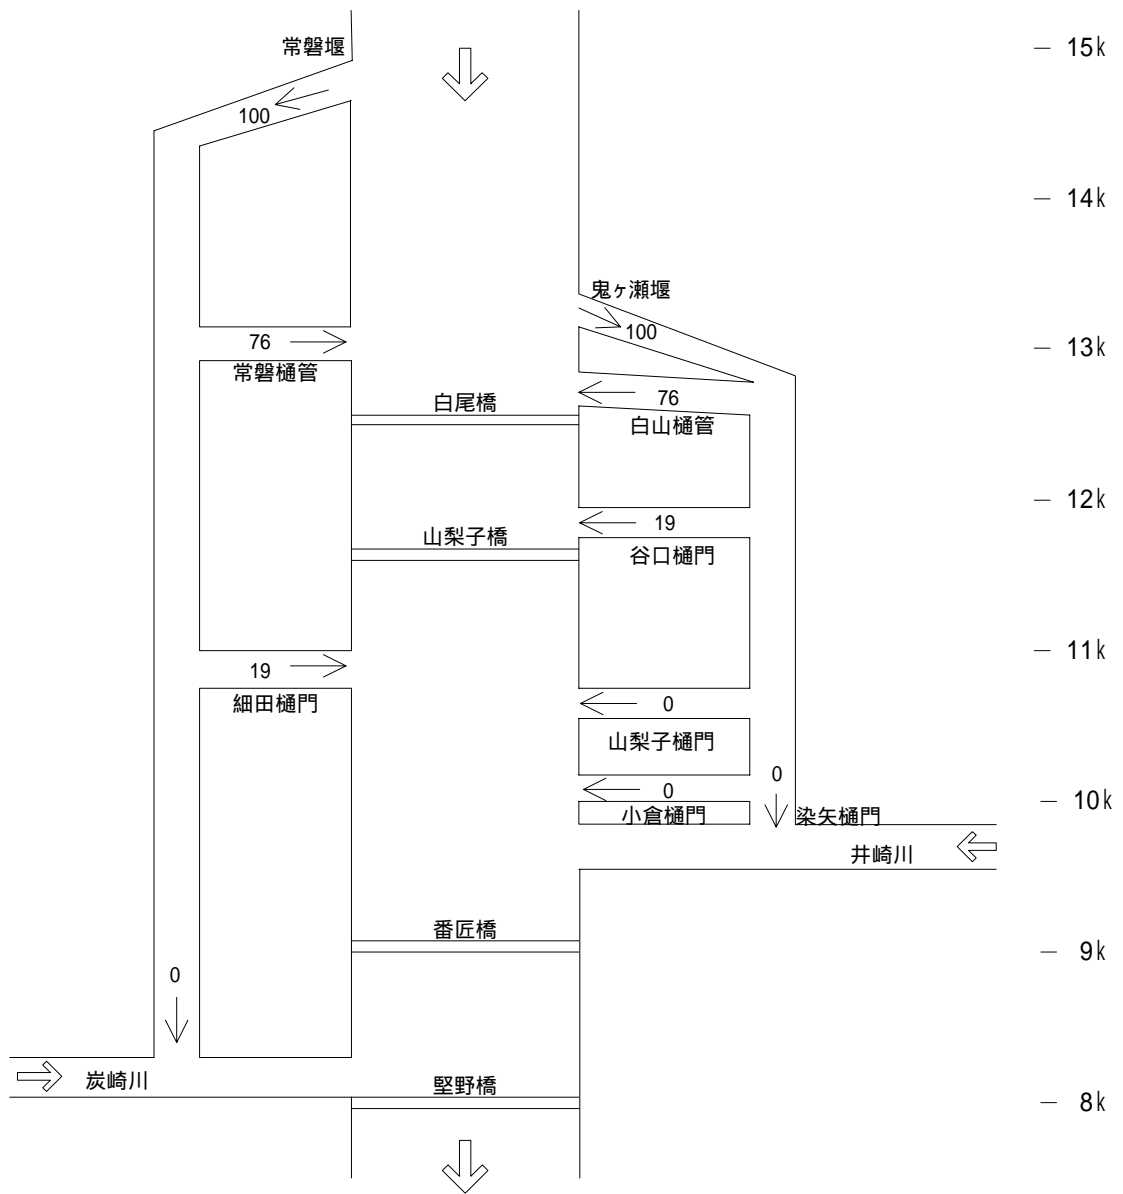 常磐堰
15k
100
14k
鬼ヶ瀬堰
100
76
13k
常磐樋管
76
白尾橋
白山樋管
12k
19
山梨子橋
谷口樋門
11k
19
細田樋門
0
山梨子樋門
0
0
10k
小倉樋門
染矢樋門
井崎川
番匠橋
9k
0
炭崎川
堅野橋
8k